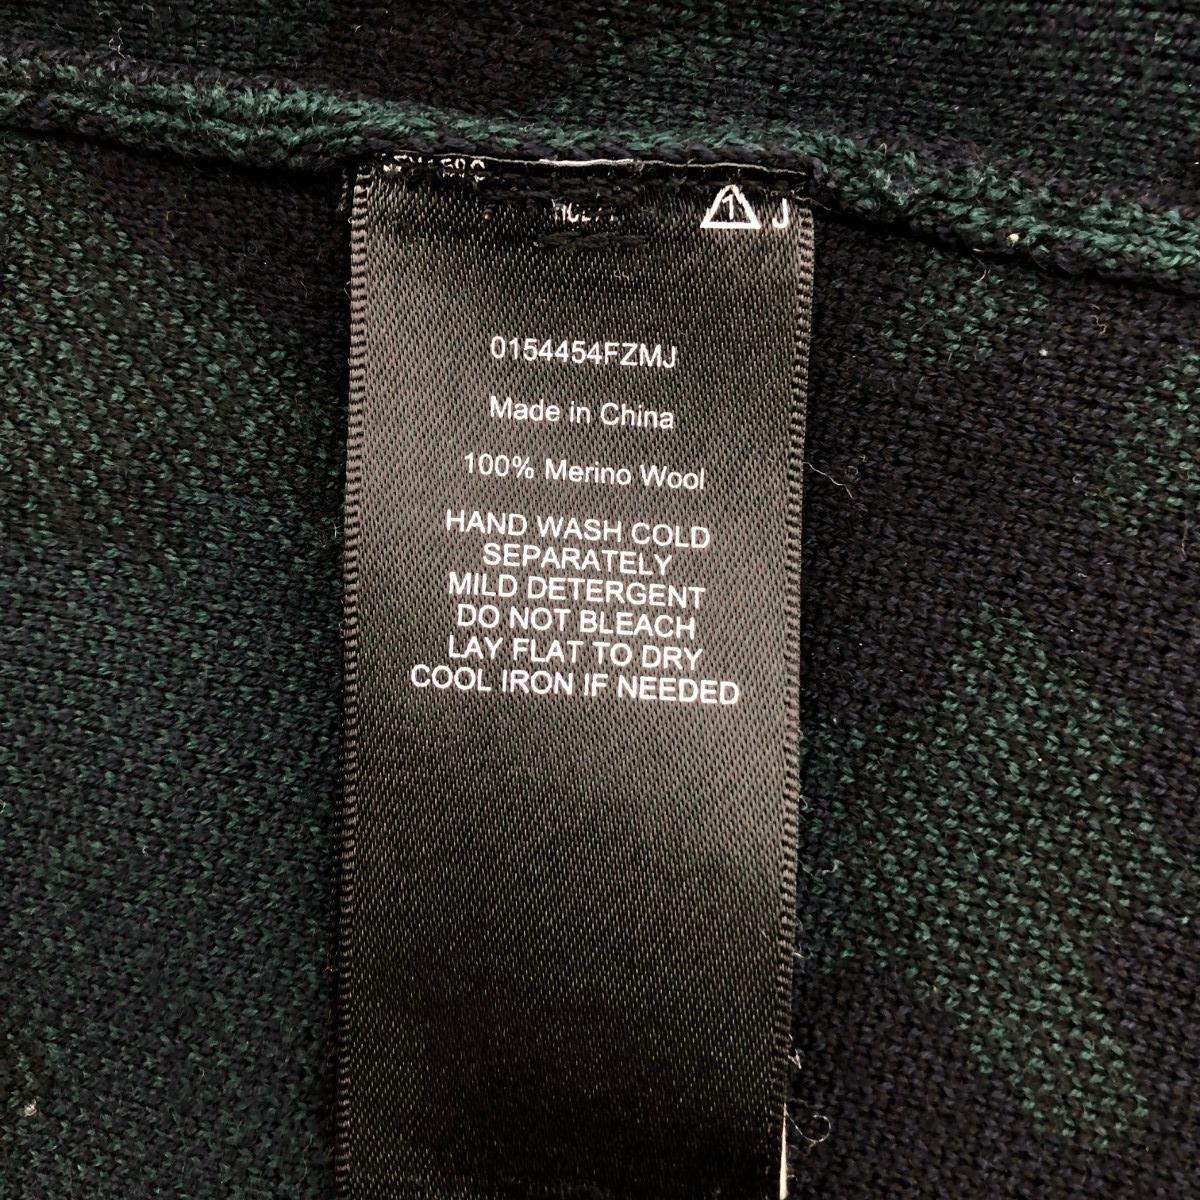 1 J
0154454FZMJ
Made in China
100% Merino Wool
HAND WASH COLD
SEPARATELY
MILD DETERGENT
DO NOT BLEACH
LAY FLAT TO DRY
COOL IRON IF NEEDED